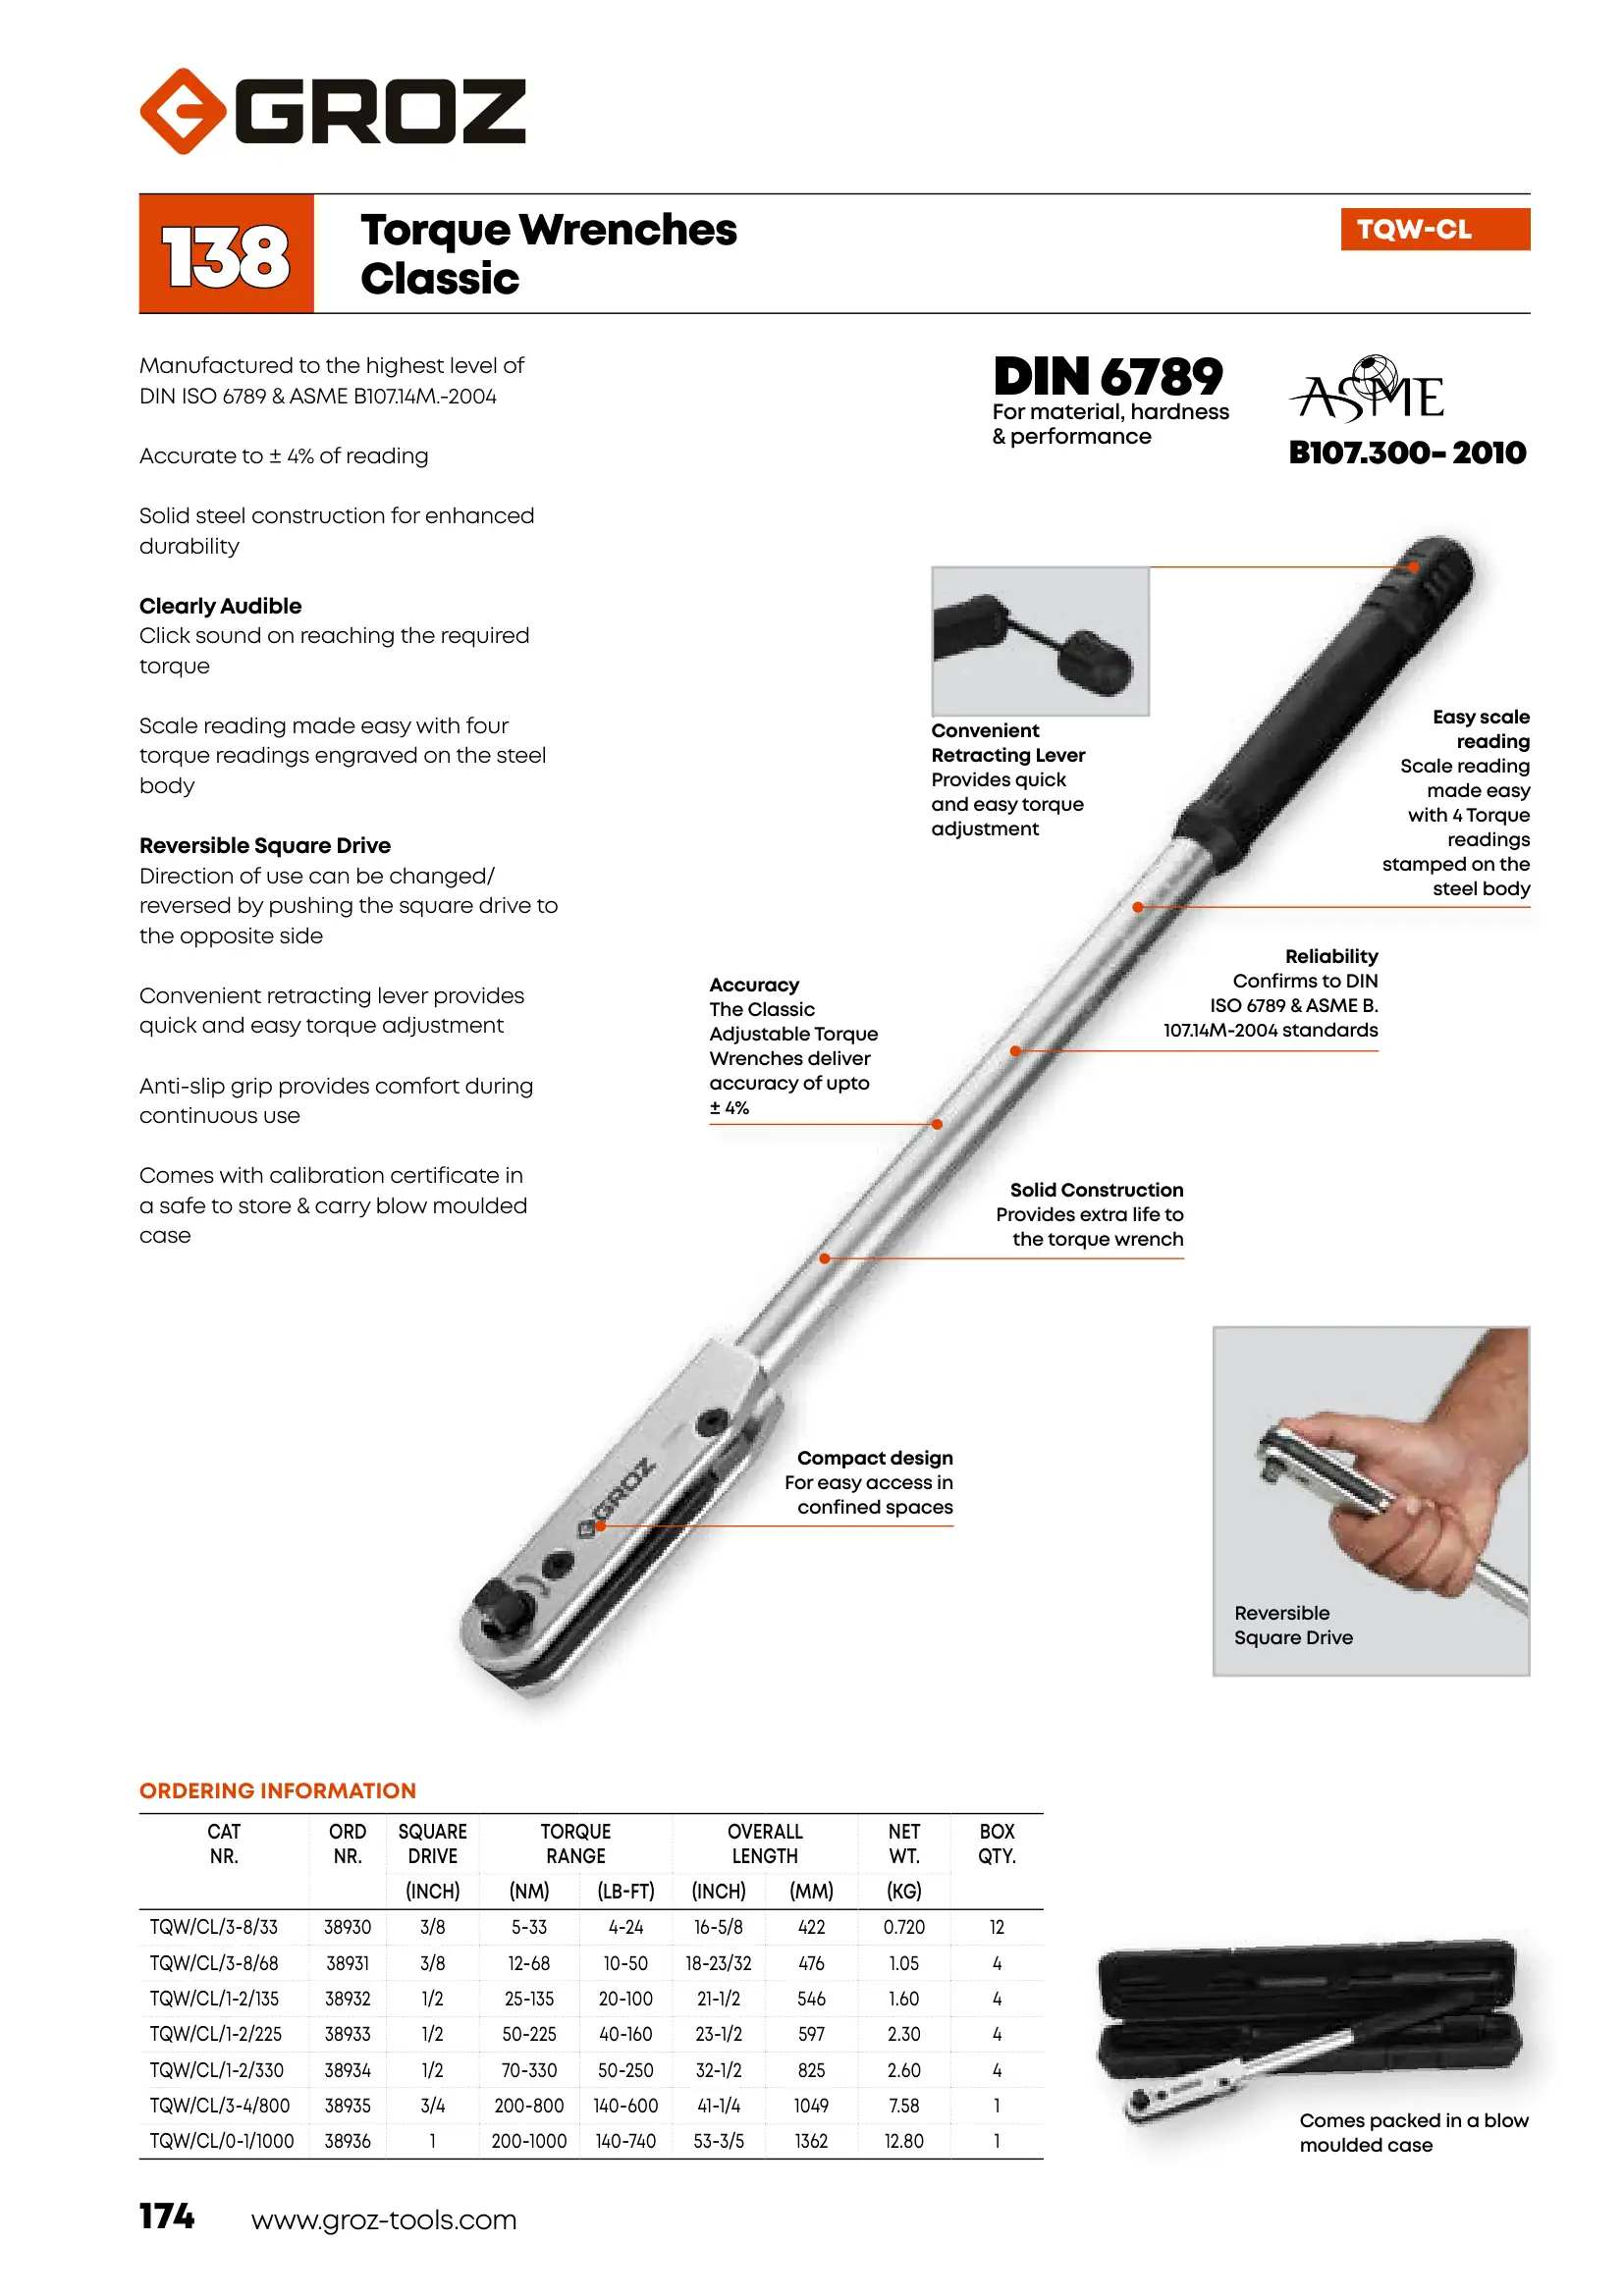 GROZ
138
Torque Wrenches
Classic
TQW-CL
Manufactured to the highest level of
DIN ISO 6789 & ASME B107.14M.-2004
Accurate to ± 4% of reading
Solid steel construction for enhanced
durability
Clearly Audible
Click sound on reaching the required
torque
Scale reading made easy with four
torque readings engraved on the steel
body
Reversible Square Drive
Direction of use can be changed/
reversed by pushing the square drive to
the opposite side
Convenient retracting lever provides
quick and easy torque adjustment
Anti-slip grip provides comfort during
continuous use
Comes with calibration certificate in
a safe to store & carry blow moulded
case
DIN 6789
For material, hardness
& performance
ASME
B107.300- 2010
Convenient
Retracting Lever
Provides quick
and easy torque
adjustment
Easy scale
reading
Scale reading
made easy
with 4 Torque
readings
stamped on the
steel body
Reliability
Confirms to DIN
ISO 6789 & ASME B.
107.14M-2004 standards
Accuracy
The Classic
Adjustable Torque
Wrenches deliver
accuracy of upto
± 4%
Solid Construction
Provides extra life to
the torque wrench
Compact design
For easy access in
confined spaces
GROZ
Reversible
Square Drive
ORDERING INFORMATION
CAT NR. ORD NR. SQUARE DRIVE TORQUE RANGE OVERALL LENGTH NET WT. BOX QTY.
(INCH) (NM) (LB-FT) (INCH) (MM) (KG)
TQW/CL/3-8/33 38930 3/8 5-33 4-24 16-5/8 422 0.720 12
TQW/CL/3-8/68 38931 3/8 12-68 10-50 18-23/32 476 1.05 4
TQW/CL/1-2/135 38932 1/2 25-135 20-100 21-1/2 546 1.60 4
TQW/CL/1-2/225 38933 1/2 50-225 40-160 23-1/2 597 2.30 4
TQW/CL/1-2/330 38934 1/2 70-330 50-250 32-1/2 825 2.60 4
TQW/CL/3-4/800 38935 3/4 200-800 140-600 41-1/4 1049 7.58 1
TQW/CL/0-1/1000 38936 1 200-1000 140-740 53-3/5 1362 12.80 1
Comes packed in a blow
moulded case
174
www.groz-tools.com